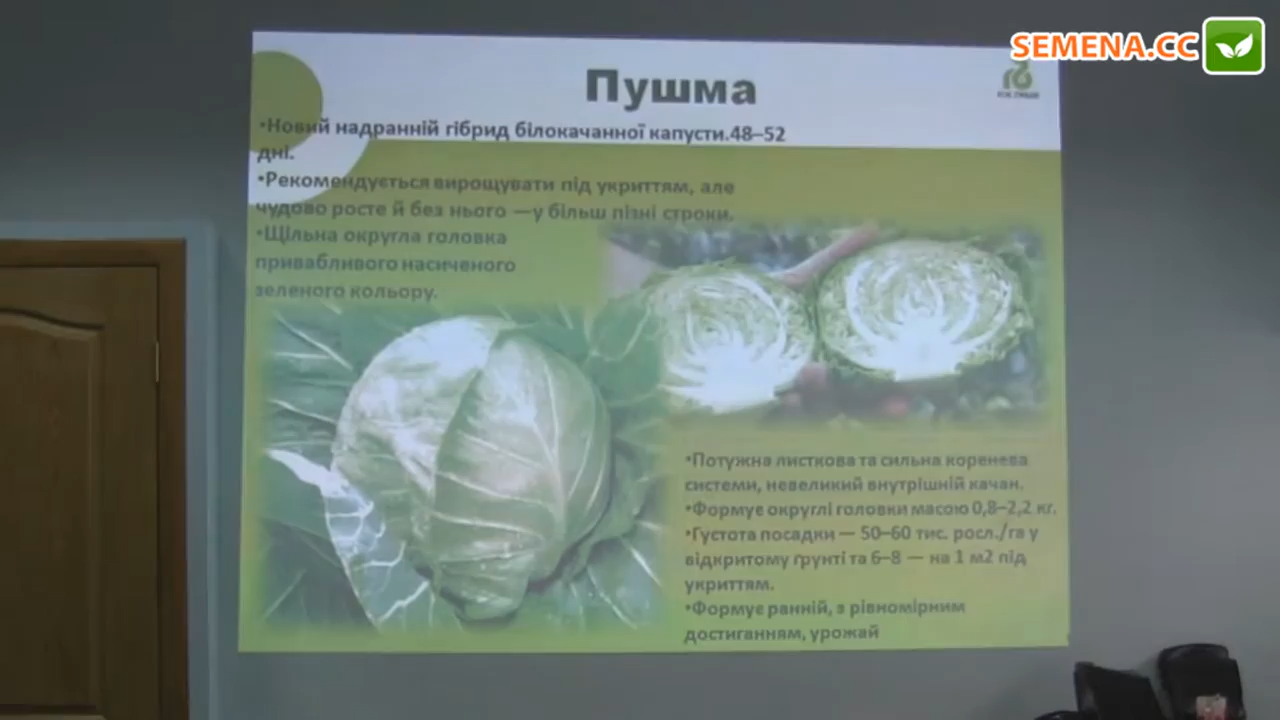 SEMENA.CC
Пушма
•Новий надранній гібрид білокачанної капусти.48–52
дні.
•Рекомендується вирощувати під укриттям, але
чудово росте й без нього —у більш пізні строки.
•Щільна округла головка
привабливого насиченого
зеленого кольору.
•Потужна листкова та сильна коренева
системи, невеликий внутрішній качан.
•Формує округлі головки масою 0,8–2,2 кг.
•Густота посадки — 50–60 тис. росл./га у
відкритому ґрунті та 6–8 — на 1 м2 під
укриттям.
•Формує ранній, з рівномірним
достиганням, урожай